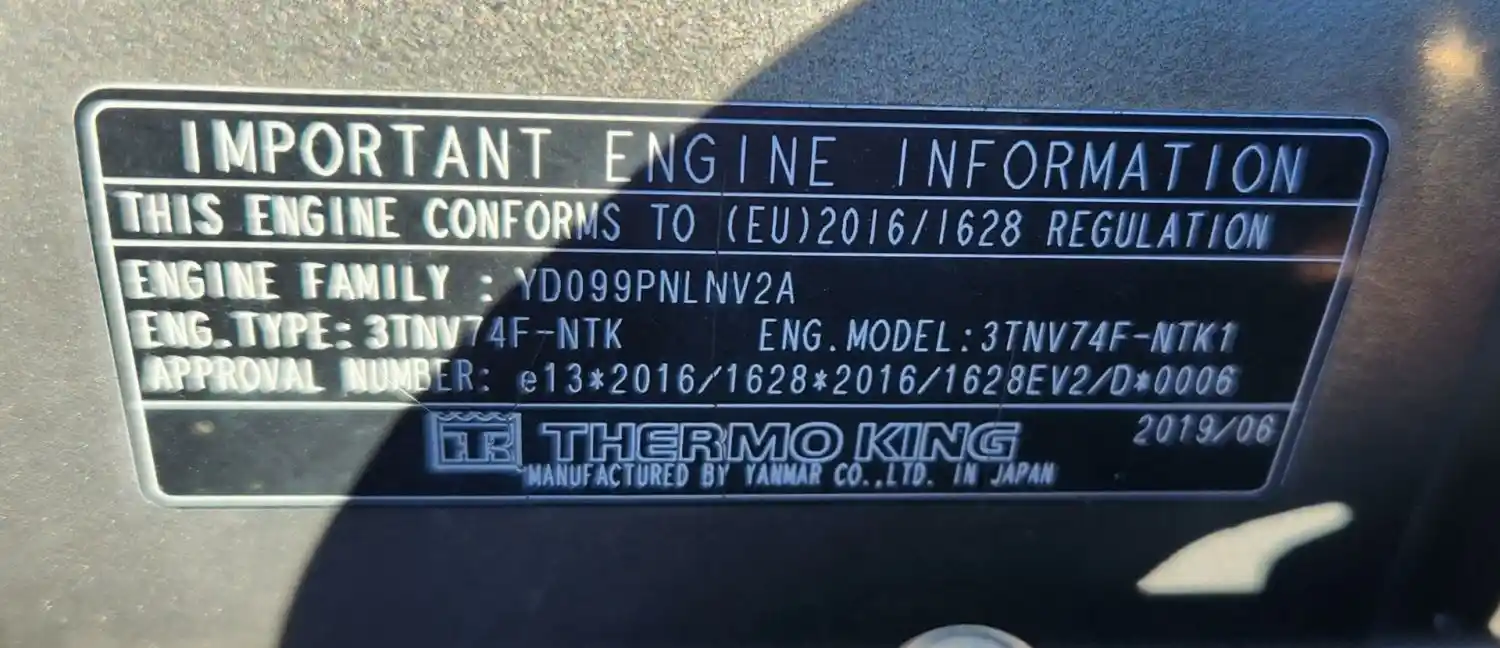 IMPORTANT ENGINE INFORMATION
THIS ENGINE CONFORMS TO (EU)2016/1628 REGULATION
ENGINE FAMILY : YD099PNLNV2A
ENG.TYPE:3TNV74F-NTK ENG.MODEL:3TNV74F-NTK1
APPROVAL NUMBER: e13*2016/1628*2016/1628EV2/D*0006
TK THERMO KING 2019/06
MANUFACTURED BY YANMAR CO.,LTD. IN JAPAN